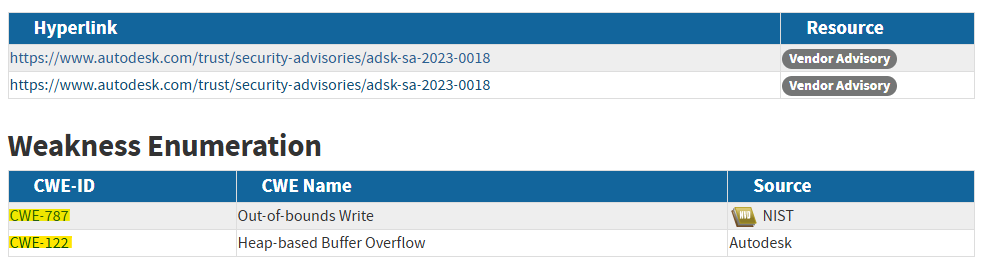 Hyperlink Resource
https://www.autodesk.com/trust/security-advisories/adsk-sa-2023-0018 Vendor Advisory
https://www.autodesk.com/trust/security-advisories/adsk-sa-2023-0018 Vendor Advisory
Weakness Enumeration
CWE-ID CWE Name Source
CWE-787 Out-of-bounds Write NVD NIST
CWE-122 Heap-based Buffer Overflow Autodesk